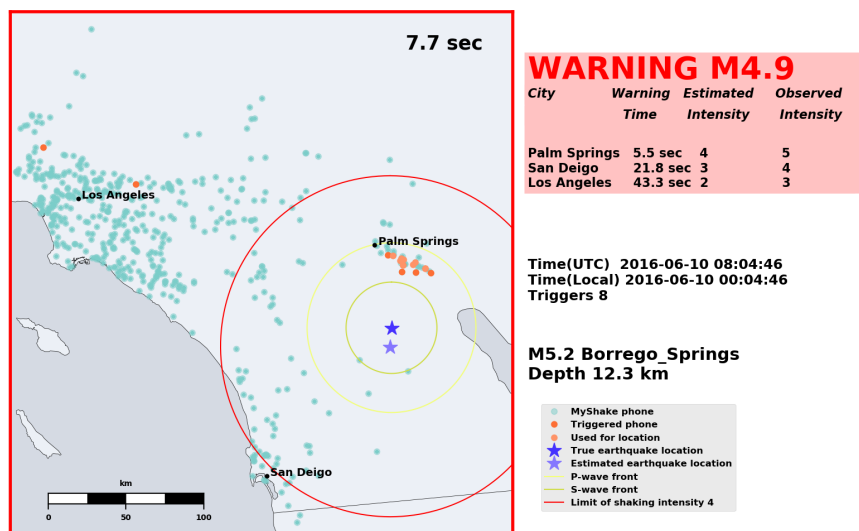 7.7 sec
Los Angeles
Palm Springs
San Deigo
km
0 50 100
WARNING M4.9
City Warning Estimated Observed
Time Intensity Intensity
Palm Springs 5.5 sec 4 5
San Deigo 21.8 sec 3 4
Los Angeles 43.3 sec 2 3
Time(UTC) 2016-06-10 08:04:46
Time(Local) 2016-06-10 00:04:46
Triggers 8
M5.2 Borrego_Springs
Depth 12.3 km
MyShake phone
Triggered phone
Used for location
True earthquake location
Estimated earthquake location
P-wave front
S-wave front
Limit of shaking intensity 4